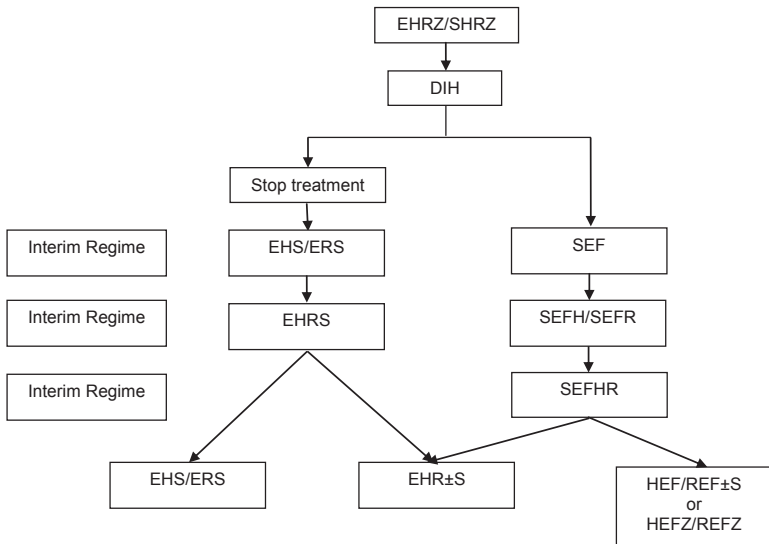 EHRZ/SHRZ
DIH
Stop treatment
Interim Regime
EHS/ERS
SEF
Interim Regime
EHRS
SEFH/SEFR
Interim Regime
SEFHR
EHS/ERS
EHR±S
HEF/REF±S
or
HEFZ/REFZ